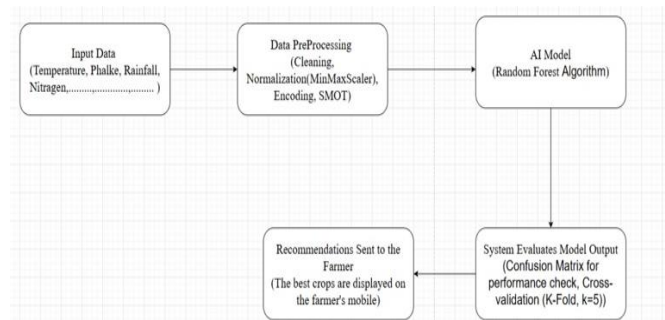 Input Data
(Temperature, Phalke, Rainfall,
Nitragen,.............................. )
Data PreProcessing
(Cleaning,
Normalization(MinMaxScaler),
Encoding, SMOT)
AI Model
(Random Forest Algorithm)
System Evaluates Model Output
(Confusion Matrix for
performance check, Cross-
validation (K-Fold, k=5))
Recommendations Sent to the
Farmer
(The best crops are displayed on
the farmer's mobile)